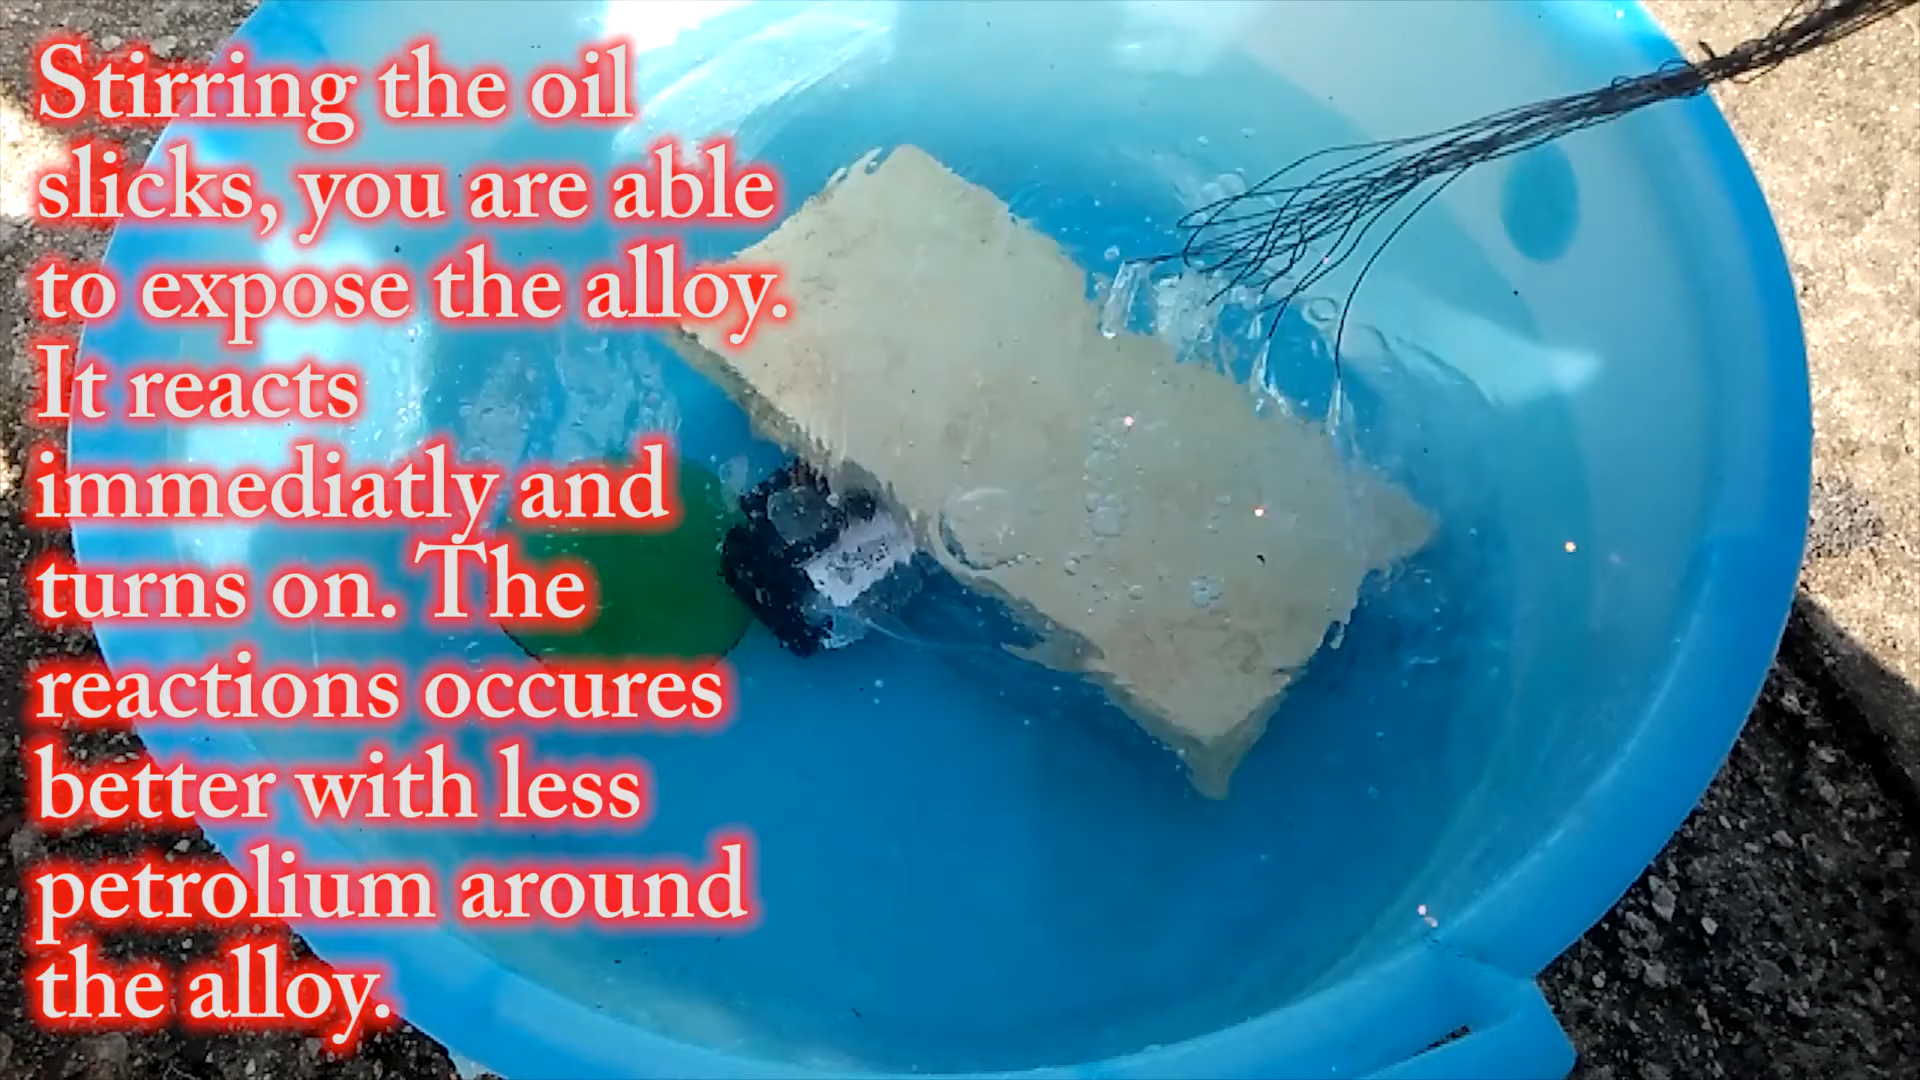 Stirring the oil
slicks, you are able
to expose the alloy.
It reacts
immediatly and
turns on. The
reactions occures
better with less
petrolium around
the alloy.